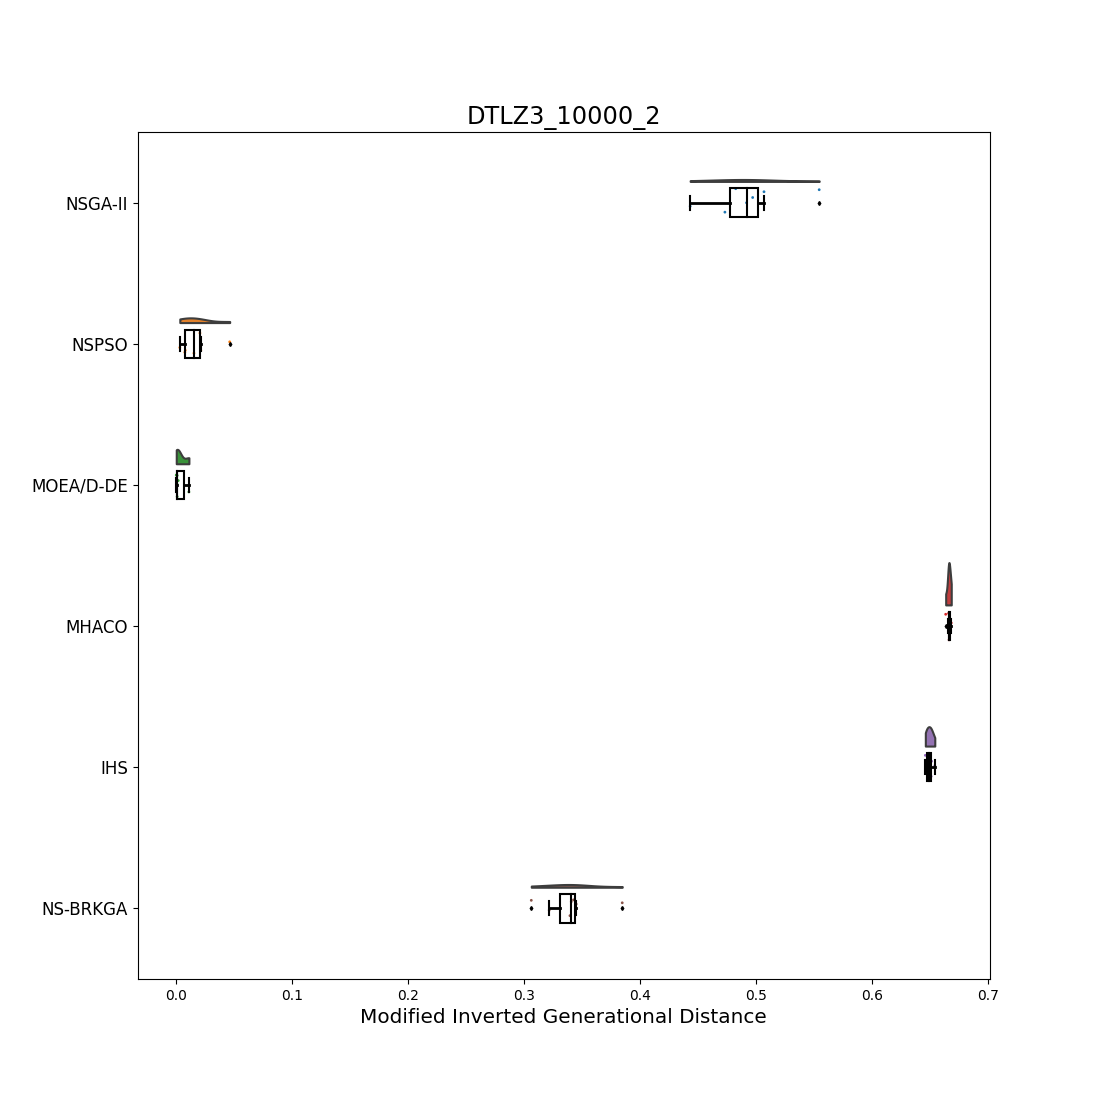 DTLZ3_10000_2
NSGA-II
NSPSO
MOEA/D-DE
MHACO
IHS
NS-BRKGA
0.0 0.1 0.2 0.3 0.4 0.5 0.6 0.7
Modified Inverted Generational Distance